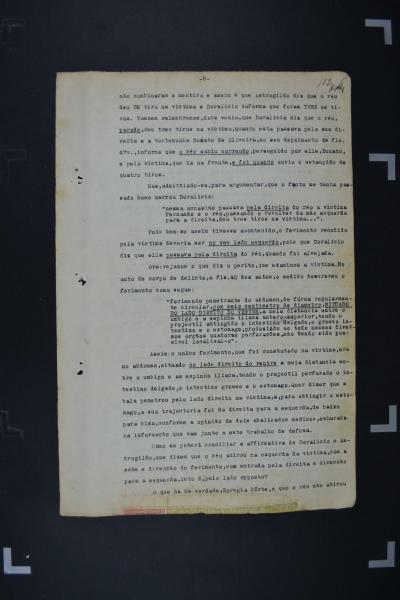 -8-
não combinaram a mentira e assim é que Astrogildo diz que o réo
deu UM tiro na victima e Doralicio informa que foram TRES os ti-
ros. Tambem relembremos, data venia, que Doralicio diz que o réo,
parado, deu tres tiros na victima, quando esta passava pela sua di-
reita e a testemunha Donato de Oliveira, no seu depoimento de fls.
informa que o réo sahiu correndo, perseguido por elle, Donato,
e pela victima, que ia na frente, e foi quando ouviu o estampido de
quatro tiros.
Mas, admittindo-se, para argumentar, que o facto se tenha pas-
sado como narrou Doralicio:
"nessa occasião passava pela direita do réo a victima
Fernando e o réo, passando o revolver da mão esquerda
para a direita, deu tres tiros na victima...".
Pois bem: se assim tivesse acontecido, o ferimento recebido
pela victima deveria ser no seu lado esquerdo, pois que Doralicio
diz que ella passava pela direita do réo, quando foi alvejada.
Ora: vejamos o que diz o perito, que examinou a victima. No
auto de corpo de delicto, a fls. 40 dos autos, o medico descreveu o
ferimento como segue:
"ferimento penetrante do abdomen, de fórma regularmen-
te circular, com meio centimetro de diametro, SITUADO
DO LADO DIREITO DO VENTRE, a meia distancia entre o
umbigo e a espinha iliaca antero-superior, tendo o
projectil attingido o intestino delgado, o grosso in-
testino e o estomago, produzindo ao todo nesses diver-
sos orgãos quatorze perfurações, não tendo sido pos-
sivel localisal-o".
Assim: o unico ferimento, que foi constatado na victima, era
no abdomen, situado no lado direito do ventre a meia distancia en-
tre o umbigo e a espinha iliaca, tendo o projectil perfurado o in-
testino delgado, o intestino grosso e o estomago. Quer dizer que a
bala penetrou pelo lado direito da victima e, para attingir o esto-
mago, a sua trajectoria foi da direita para a esquerda, de baixo
para cima, conforme a opinião de dois abalisados medicos, exharada
na informação que vae junto a este trabalho de defesa.
Como se poderá conciliar a affirmativa de Doralicio e As-
trogildo, que dizem que o réo atirou na esquerda da victima, com a
séde e direcção do ferimento, com entrada pela direita e direcção
para a esquerda, isto é, pelo lado opposto?
O que ha de verdade, Egregia Côrte, é que o réo não atirou